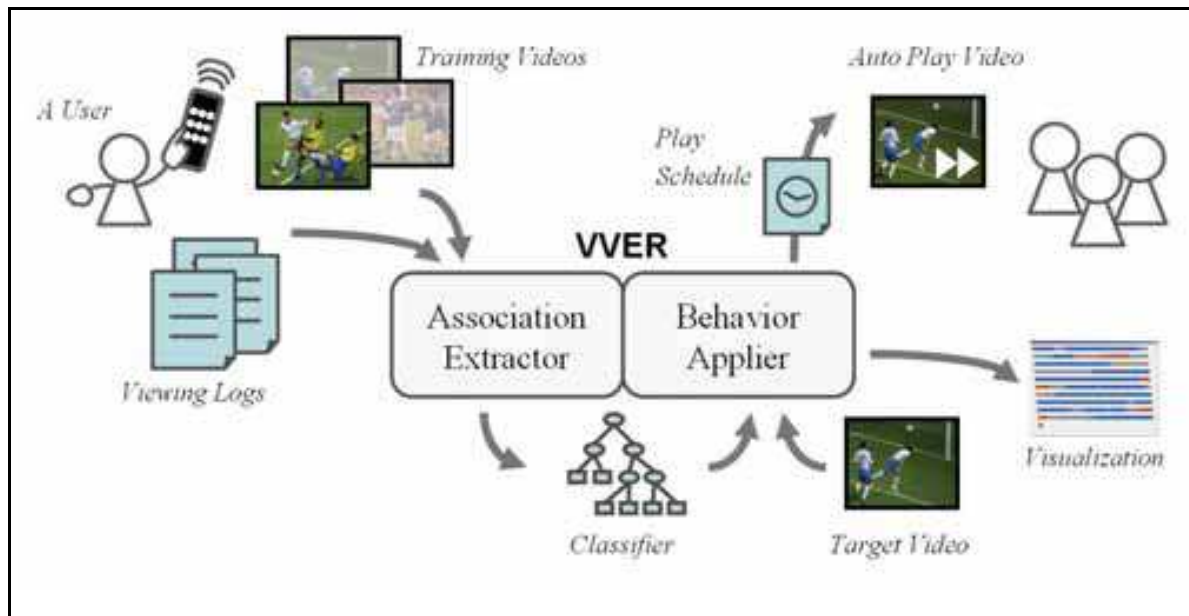 Training Videos
Auto Play Video
A User
Play
Schedule
VVER
Association
Extractor
Behavior
Applier
Viewing Logs
Visualization
Classifier
Target Video